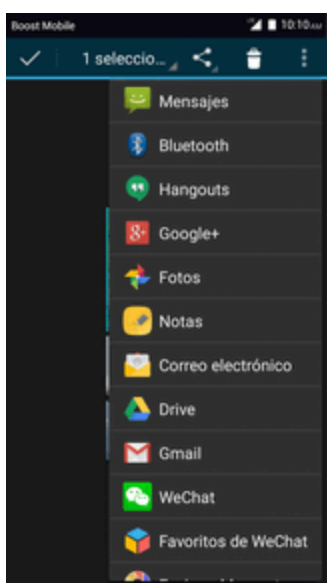 Boost Mobile 10:10 AM
1 seleccio...
Mensajes
Bluetooth
Hangouts
Google+
Fotos
Notas
Correo electrónico
Drive
Gmail
WeChat
Favoritos de WeChat